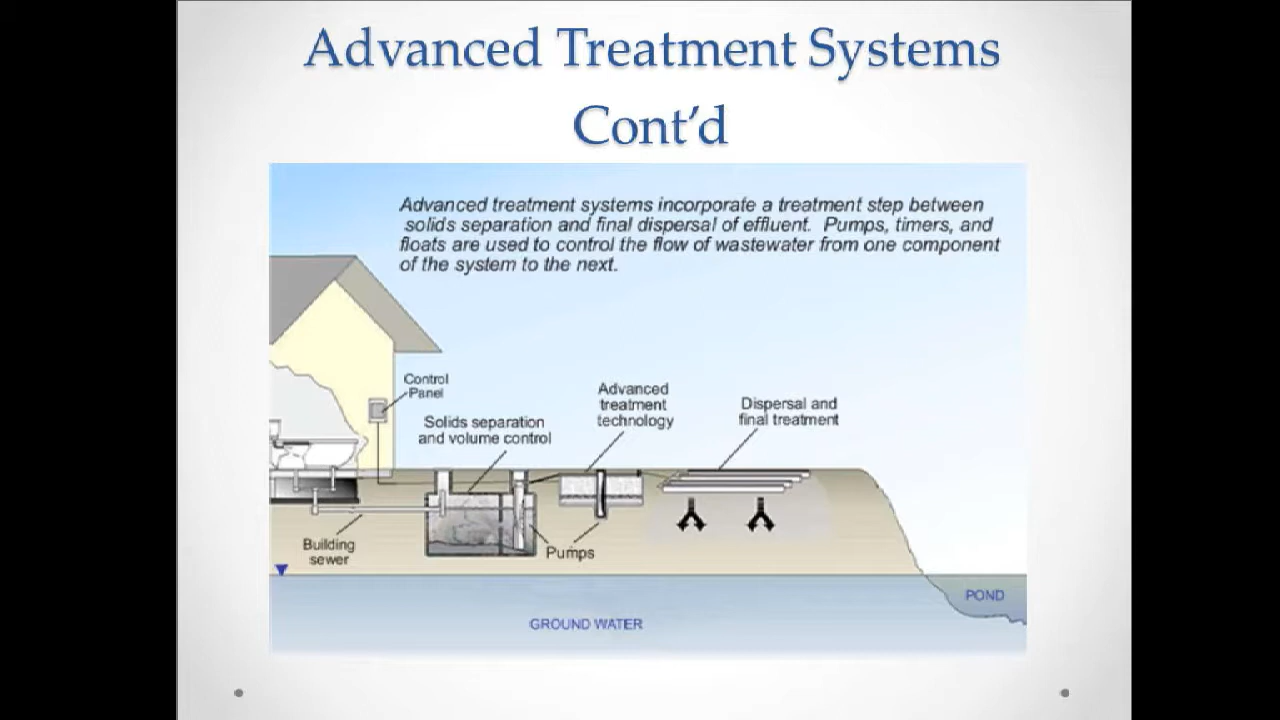 Advanced Treatment Systems
Cont’d
Advanced treatment systems incorporate a treatment step between
solids separation and final dispersal of effluent. Pumps, timers, and
floats are used to control the flow of wastewater from one component
of the system to the next.
Control
Panel
Solids separation
and volume control
Advanced
treatment
technology
Dispersal and
final treatment
Building
sewer
Pumps
GROUND WATER
POND